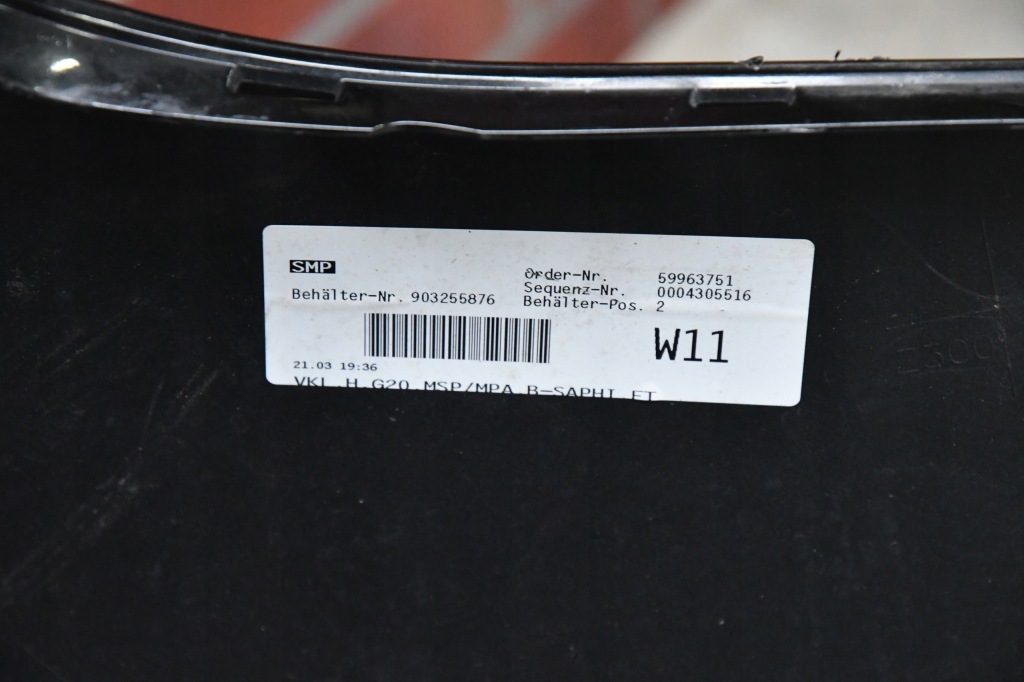 SMP
Order-Nr. 59963751
Sequenz-Nr. 0004305516
Behälter-Nr. 903255876 Behälter-Pos. 2
W11
21.03 19:36
VKL.H.G20.MSP/MPA.B-SAPHI ET